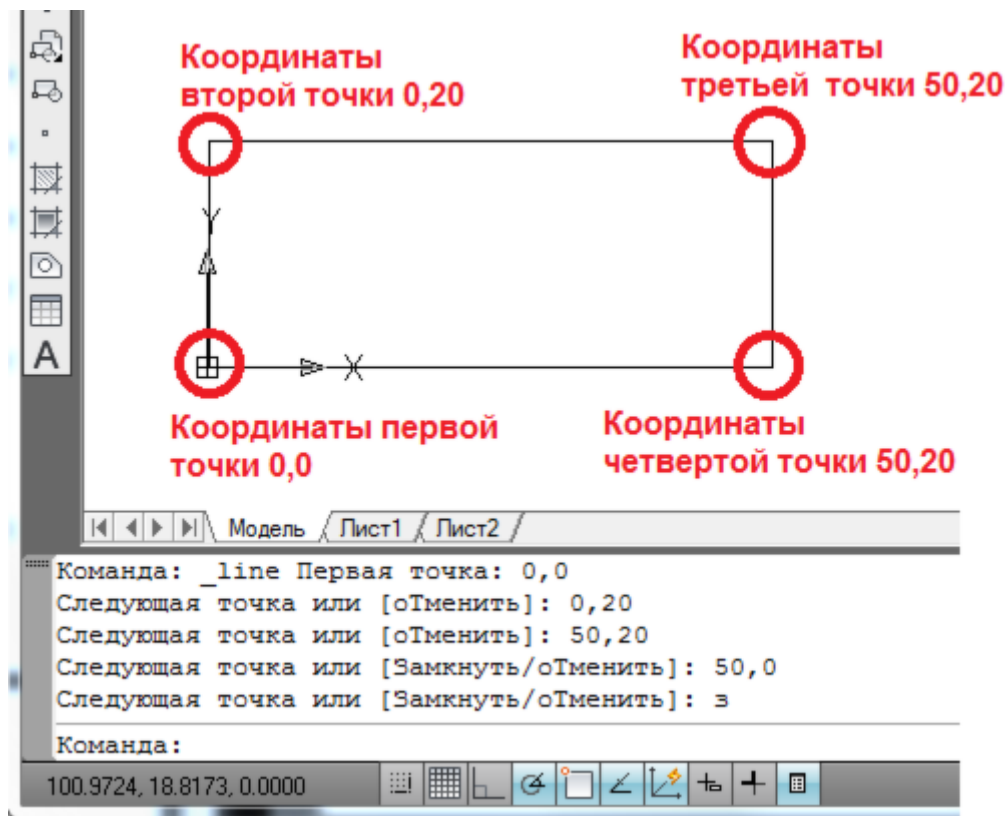 Координаты
второй точки 0,20
Координаты
третьей точки 50,20
Y
X
A
Координаты первой
точки 0,0
Координаты
четвертой точки 50,20
Модель Лист1 Лист2
Команда: _line Первая точка: 0,0
Следующая точка или [оТменить]: 0,20
Следующая точка или [оТменить]: 50,20
Следующая точка или [Замкнуть/оТменить]: 50,0
Следующая точка или [Замкнуть/оТменить]: з
Команда:
100.9724, 18.8173, 0.0000